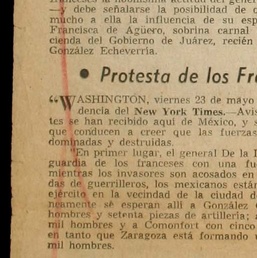 —y debe señalarse la posibilidad de
mucho a ella la influencia de su esp
Francisca de Agüero, sobrina carnal
cienda del Gobierno de Juárez, recién
González Echeverría.
● Protesta de los Fr
“WASHINGTON, viernes 23 de mayo
dencia del New York Times.—Avi
tes se han recibido aquí de México, y s
que conducen a creer que las fuerzas
dominadas y destruidas.
“En primer lugar, el general De la
guardia de los franceses con una fu
mientras los invasores son acosados en
das de guerrilleros, los mexicanos están
ejército en la vecindad de la ciudad d
neamente se esperan allí a González
hombres y setenta piezas de artillería;
mil hombres y a Comonfort con cinco
en tanto que Zaragoza está formando
mil hombres.